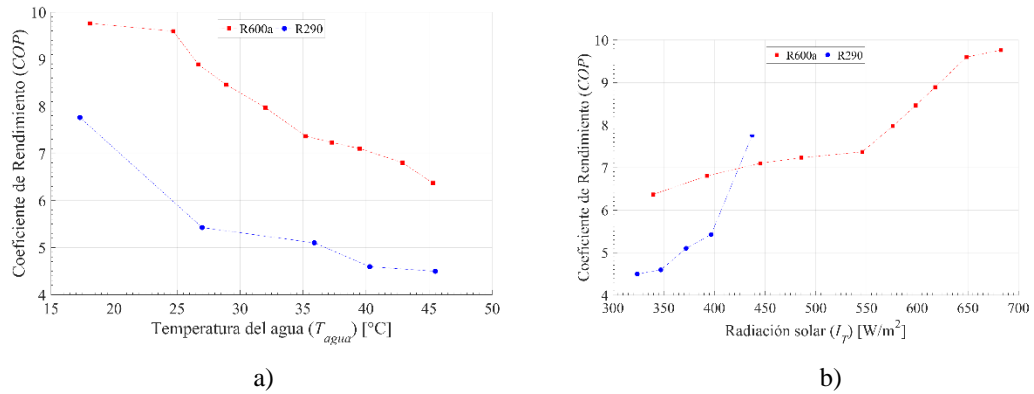 R600a R290
Coeficiente de Rendimiento (COP)
10
9
8
7
6
5
4
15 20 25 30 35 40 45 50
Temperatura del agua (T_agua) [°C]
a)
R600a R290
Coeficiente de Rendimiento (COP)
10
9
8
7
6
5
4
300 350 400 450 500 550 600 650 700
Radiación solar (I_T) [W/m²]
b)